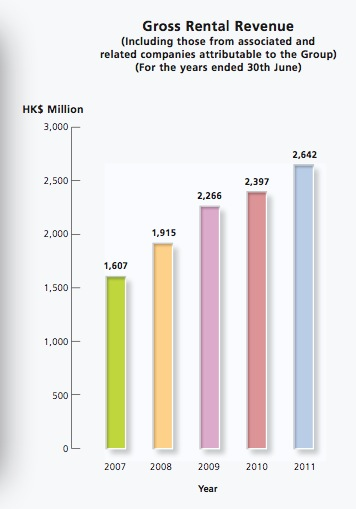 Gross Rental Revenue
(Including those from associated and
related companies attributable to the Group)
(For the years ended 30th June)
HK$ Million
3,000
2,500
2,000
1,500
1,000
500
0
1,607
1,915
2,266
2,397
2,642
2007 2008 2009 2010 2011
Year